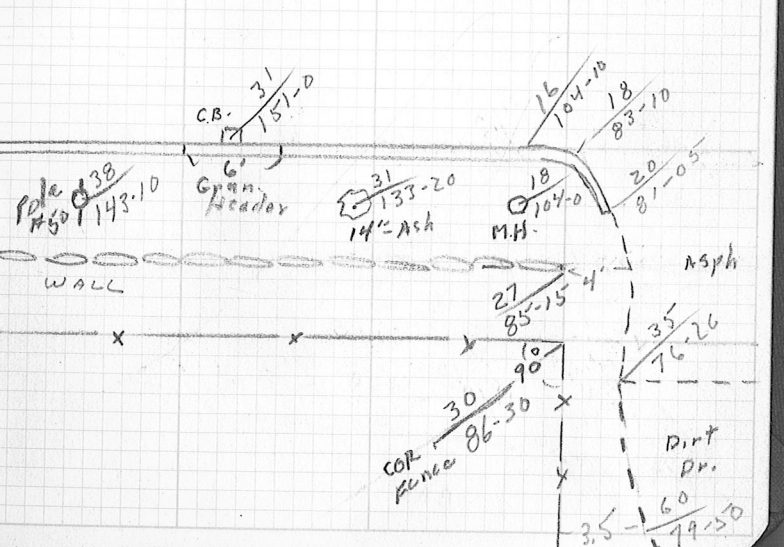 16
104-10
18
83-10
31
151-0
C.B.
20
81-05
6'
Gran.
Header
Pole
#50
38
143-10
31
133-20
14"-Ash
18
104-0
M.H.
Asph
WALL
4'
27
85-15
35
76-26
10
90
30
86-30
COR
Fence
Dirt
Dr.
3.5
60
79-50